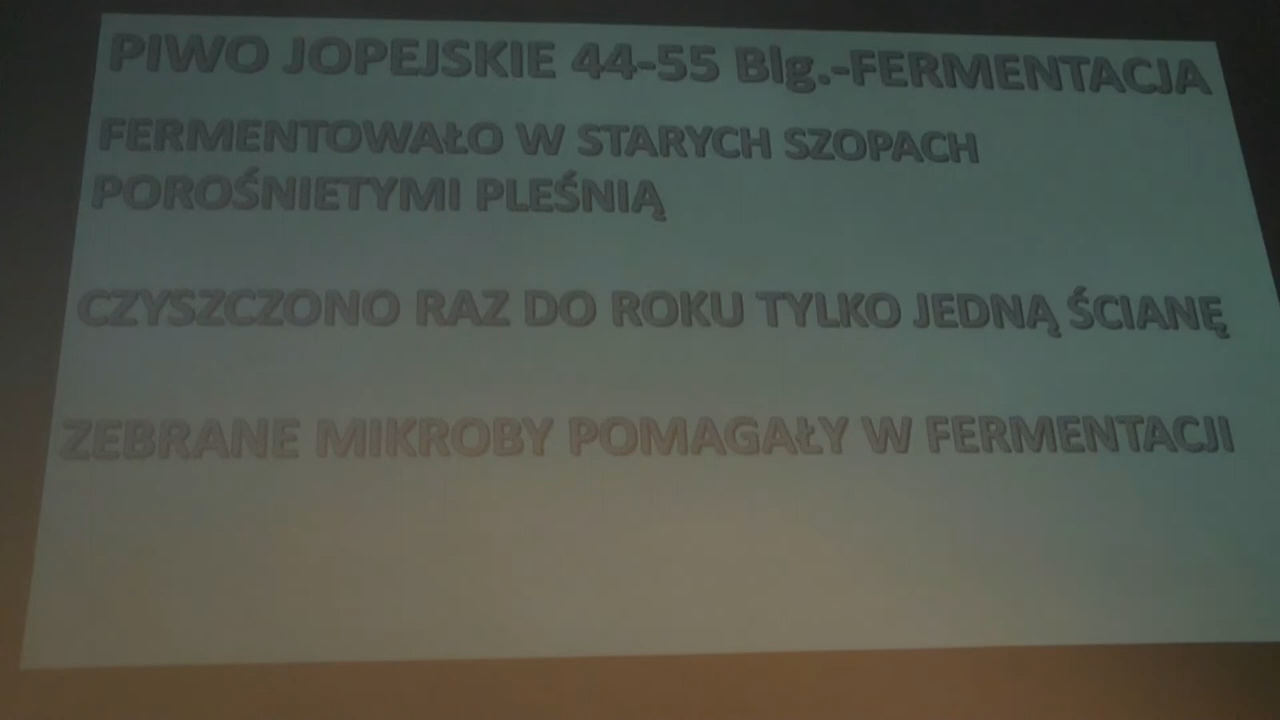 PIWO JOPEJSKIE 44-55 Blg.-FERMENTACJA
FERMENTOWAŁO W STARYCH SZOPACH
POROŚNIETYMI PLEŚNIĄ
CZYSZCZONO RAZ DO ROKU TYLKO JEDNĄ ŚCIANĘ
ZEBRANE MIKROBY POMAGAŁY W FERMENTACJI